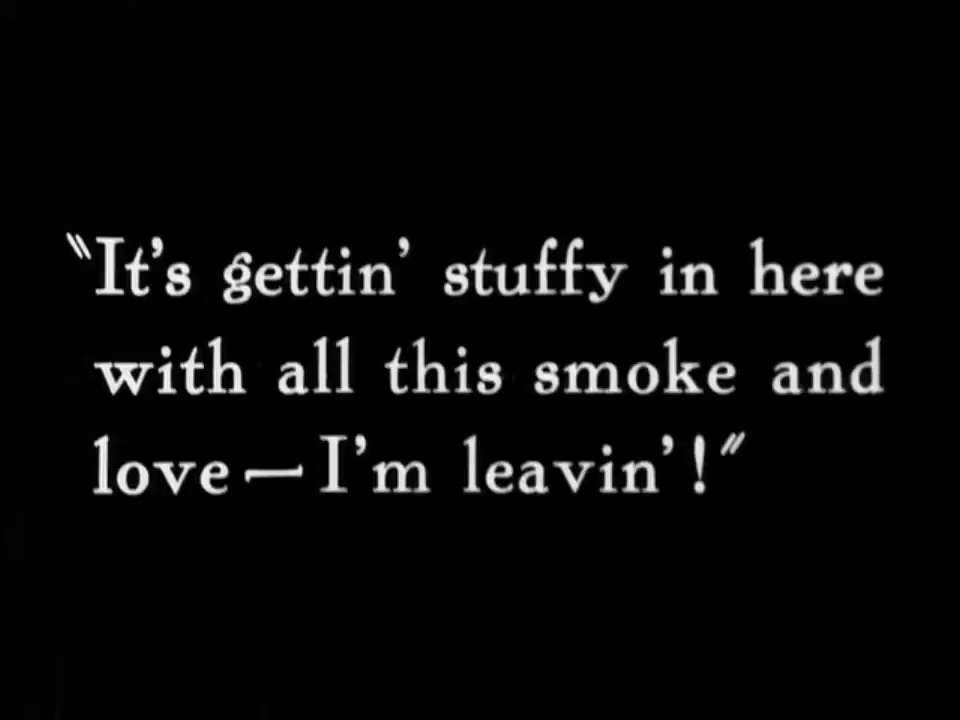 "It's gettin' stuffy in here
with all this smoke and
love—I'm leavin'!"